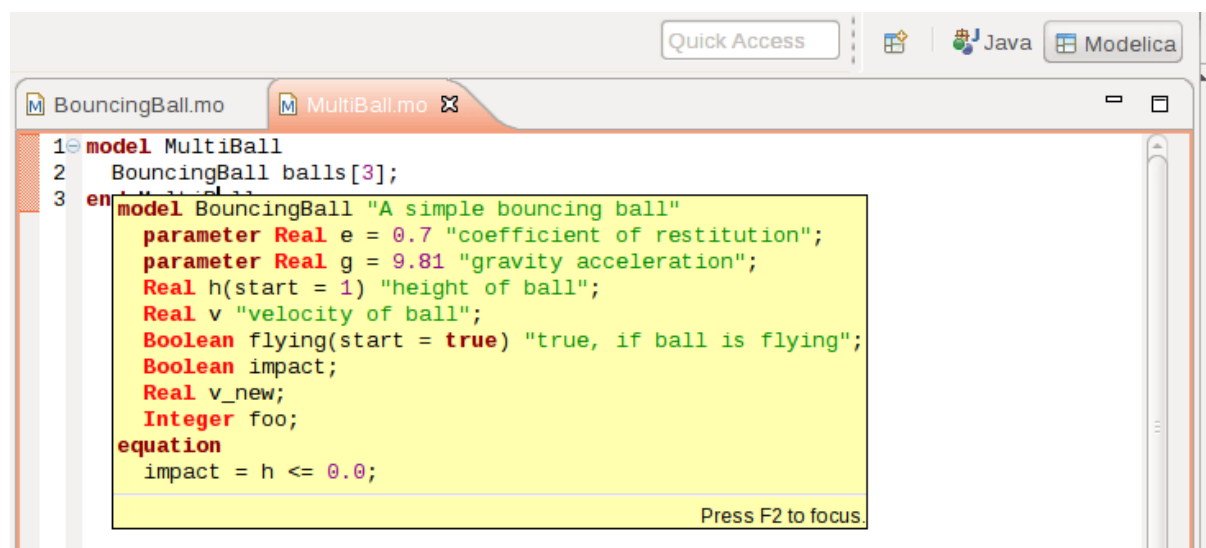 Quick Access
Java
Modelica
BouncingBall.mo
MultiBall.mo
1 model MultiBall
2 BouncingBall balls[3];
3 en
model BouncingBall "A simple bouncing ball"
parameter Real e = 0.7 "coefficient of restitution";
parameter Real g = 9.81 "gravity acceleration";
Real h(start = 1) "height of ball";
Real v "velocity of ball";
Boolean flying(start = true) "true, if ball is flying";
Boolean impact;
Real v_new;
Integer foo;
equation
impact = h <= 0.0;
Press F2 to focus.